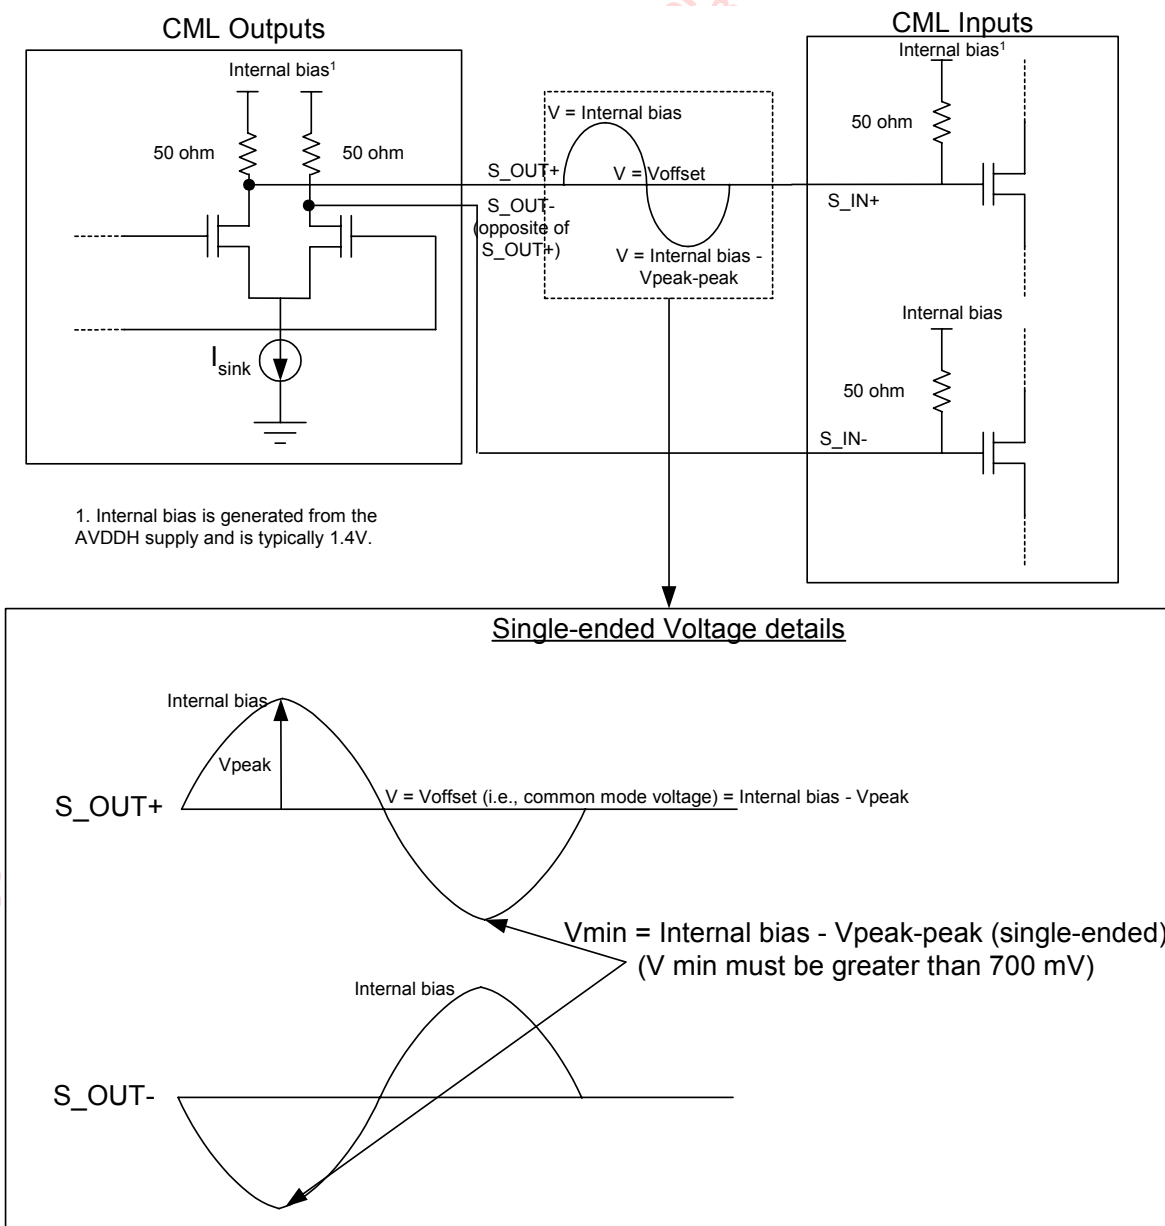 CML Outputs
CML Inputs
Internal bias¹
50 ohm
50 ohm
I sink
S_OUT+
S_OUT-
(opposite of
S_OUT+)
V = Internal bias
V = Voffset
V = Internal bias -
Vpeak-peak
Internal bias¹
50 ohm
S_IN+
Internal bias
50 ohm
S_IN-
1. Internal bias is generated from the
AVDDH supply and is typically 1.4V.
Single-ended Voltage details
Internal bias
Vpeak
S_OUT+
V = Voffset (i.e., common mode voltage) = Internal bias - Vpeak
Vmin = Internal bias - Vpeak-peak (single-ended)
(V min must be greater than 700 mV)
Internal bias
S_OUT-